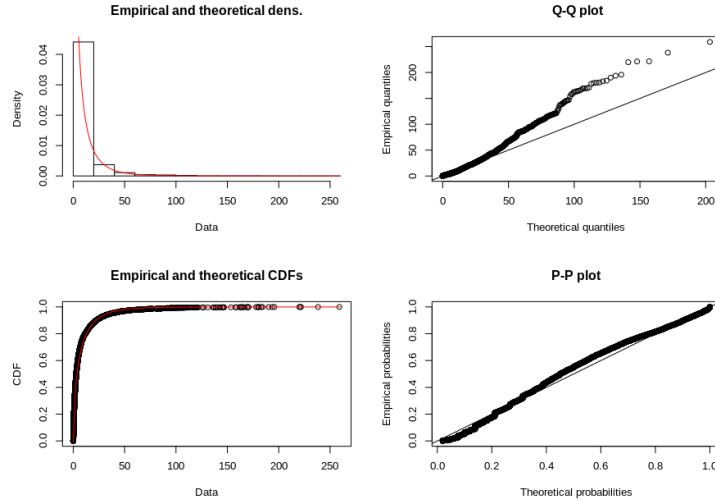 Empirical and theoretical dens.
Density
0.00 0.01 0.02 0.03 0.04
0 50 100 150 200 250
Data
Q-Q plot
Empirical quantiles
0 50 100 200
0 50 100 150 200
Theoretical quantiles
Empirical and theoretical CDFs
CDF
0.0 0.2 0.4 0.6 0.8 1.0
0 50 100 150 200 250
Data
P-P plot
Empirical probabilities
0.0 0.2 0.4 0.6 0.8 1.0
0.0 0.2 0.4 0.6 0.8 1.0
Theoretical probabilities